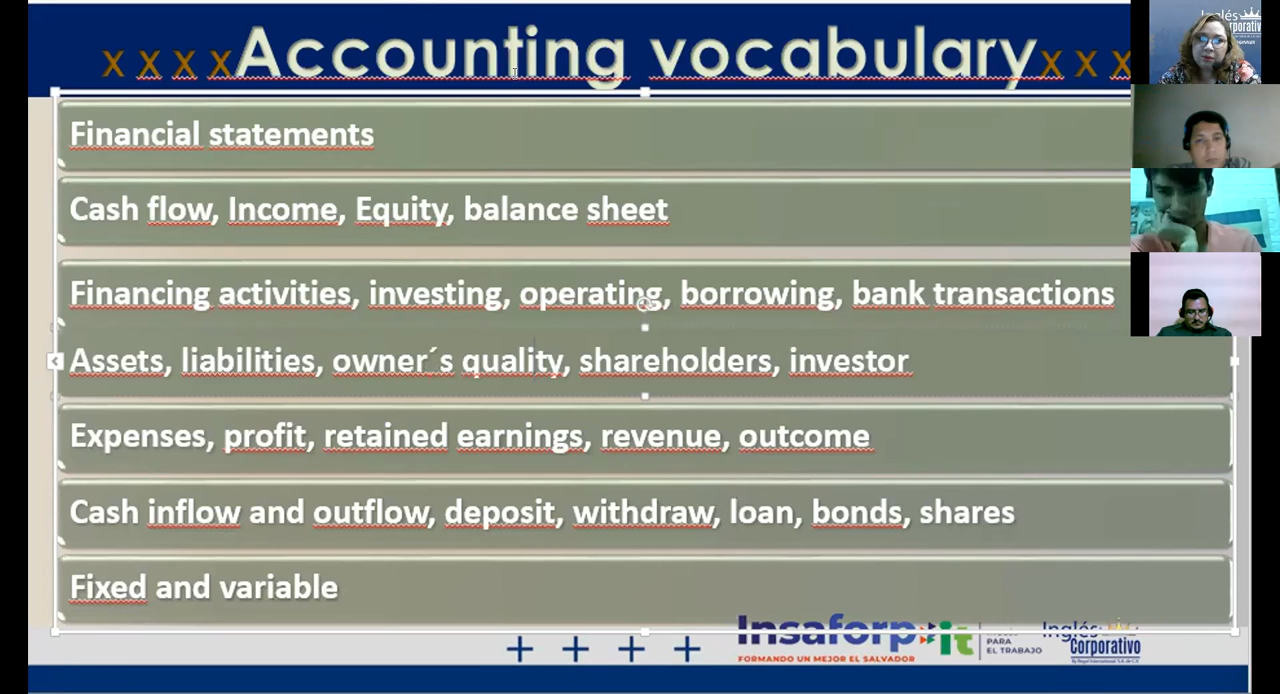 x x x x Accounting vocabulary x x x
Inglés
Corporativo
Financial statements
Cash flow, Income, Equity, balance sheet
Financing activities, investing, operating, borrowing, bank transactions
Assets, liabilities, owner´s quality, shareholders, investor
Expenses, profit, retained earnings, revenue, outcome
Cash inflow and outflow, deposit, withdraw, loan, bonds, shares
Fixed and variable
Insaforp
FORMANDO UN MEJOR EL SALVADOR
it
PARA
EL TRABAJO
Inglés
Corporativo